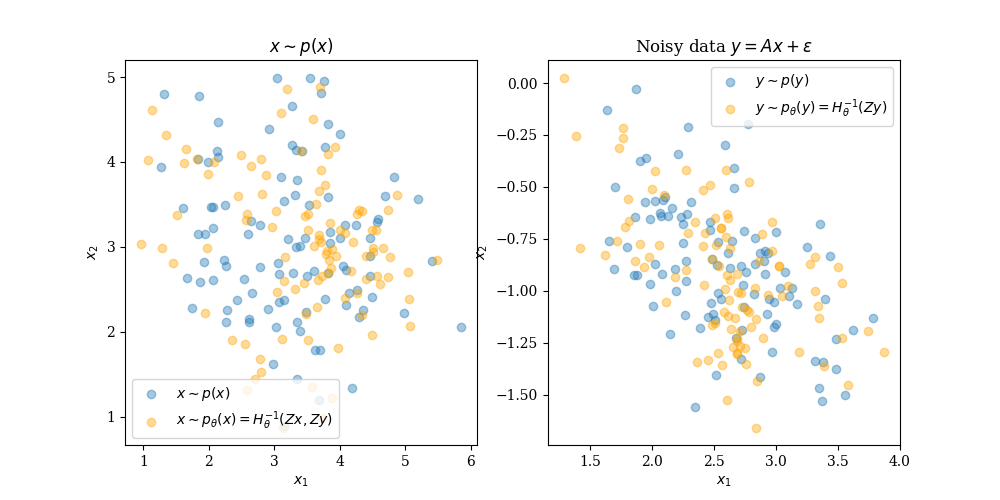 x ∼ p(x)
5
4
3
2
1
x₂
x ∼ p(x)
x ∼ p_θ(x) = H_θ^{-1}(Zx, Zy)
1 2 3 4 5 6
x₁
Noisy data y = Ax + ε
0.00
−0.25
−0.50
−0.75
−1.00
−1.25
−1.50
x₂
y ∼ p(y)
y ∼ p_θ(y) = H_θ^{-1}(Zy)
1.5 2.0 2.5 3.0 3.5 4.0
x₁